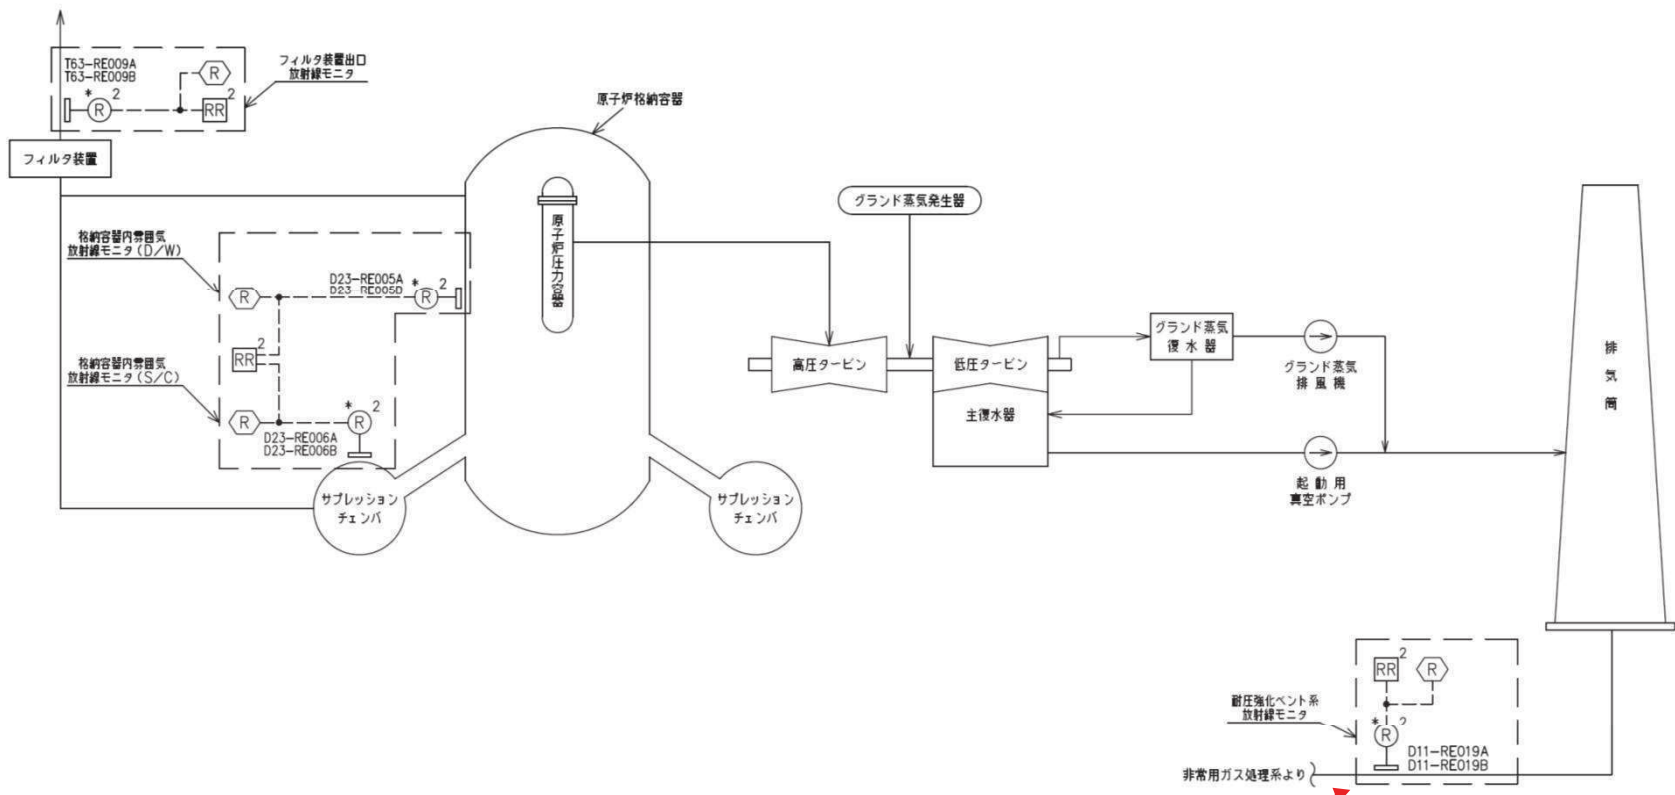 T63-RE009A
T63-RE009B
* R 2
R
RR 2
フィルタ装置出口
放射線モニタ
フィルタ装置
原子炉格納容器
原子炉圧力容器
格納容器内雰囲気
放射線モニタ(D/W)
R
D23-RE005A
D23-RE005D
* R 2
RR 2
格納容器内雰囲気
放射線モニタ(S/C)
R
* R 2
D23-RE006A
D23-RE006B
サプレッション
チェンバ
サプレッション
チェンバ
グランド蒸気発生器
高圧タービン
低圧タービン
主復水器
グランド蒸気
復水器
グランド蒸気
排風機
起動用
真空ポンプ
排気筒
RR 2
R
耐圧強化ベント系
放射線モニタ
* R 2
D11-RE019A
D11-RE019B
非常用ガス処理系より